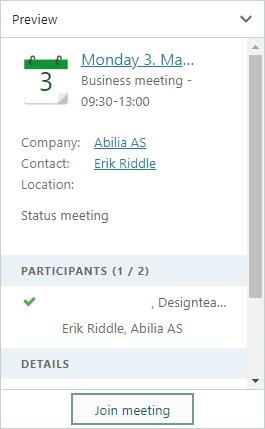 Preview
3
Monday 3. Ma...
Business meeting -
09:30-13:00
Company: Abilia AS
Contact: Erik Riddle
Location:
Status meeting
PARTICIPANTS (1 / 2)
, Designtea...
Erik Riddle, Abilia AS
DETAILS
Join meeting